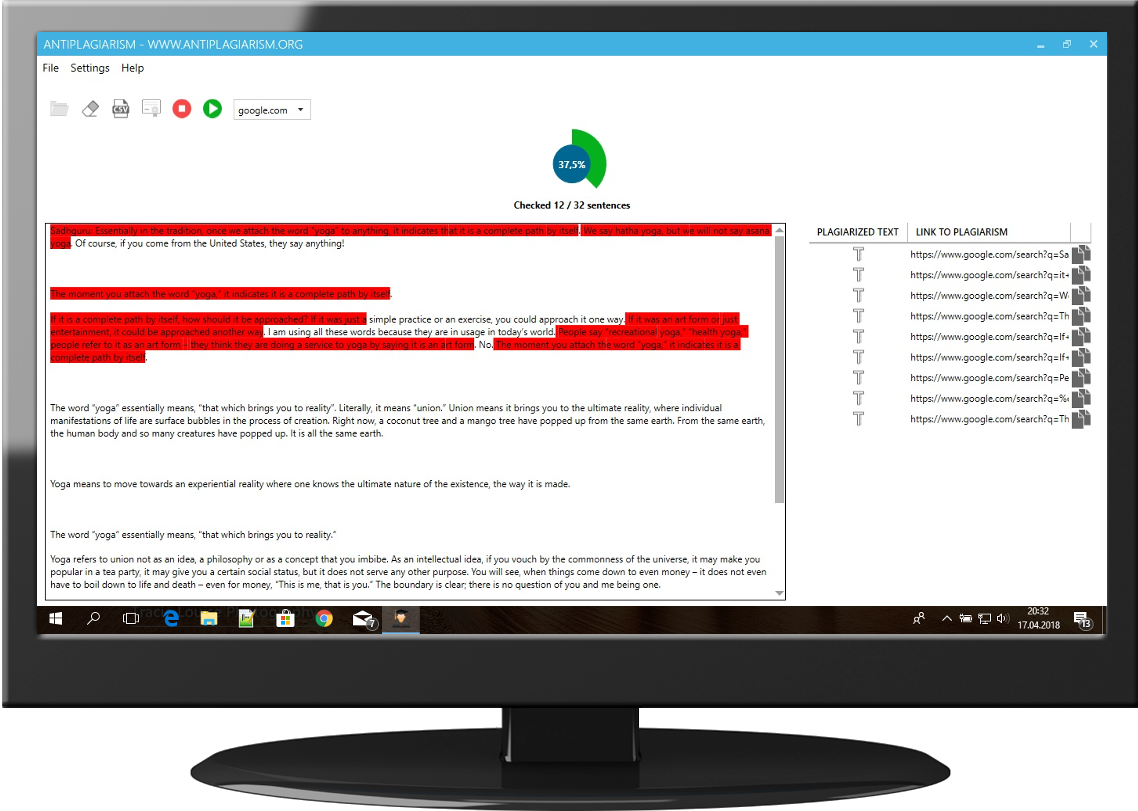 ANTIPLAGIARISM - WWW.ANTIPLAGIARISM.ORG
File Settings Help
CSV
google.com
37,5%
Checked 12 / 32 sentences
Sadhguru: Essentially in the tradition, once we attach the word "yoga" to anything, it indicates that it is a complete path by itself. We say hatha yoga, but we will not say asana
yoga. Of course, if you come from the United States, they say anything!
The moment you attach the word "yoga," it indicates it is a complete path by itself.
If it is a complete path by itself, how should it be approached? If it was just a simple practice or an exercise, you could approach it one way. If it was an art form or just
entertainment, it could be approached another way. I am using all these words because they are in usage in today's world. People say "recreational yoga," "health yoga,"
people refer to it as an art form – they think they are doing a service to yoga by saying it is an art form. No. The moment you attach the word "yoga," it indicates it is a
complete path by itself.
The word "yoga" essentially means, "that which brings you to reality". Literally, it means "union." Union means it brings you to the ultimate reality, where individual
manifestations of life are surface bubbles in the process of creation. Right now, a coconut tree and a mango tree have popped up from the same earth. From the same earth,
the human body and so many creatures have popped up. It is all the same earth.
Yoga means to move towards an experiential reality where one knows the ultimate nature of the existence, the way it is made.
The word "yoga" essentially means, "that which brings you to reality."
Yoga refers to union not as an idea, a philosophy or as a concept that you imbibe. As an intellectual idea, if you vouch by the commonness of the universe, it may make you
popular in a tea party, it may give you a certain social status, but it does not serve any other purpose. You will see, when things come down to even money – it does not even
have to boil down to life and death – even for money, "This is me, that is you." The boundary is clear; there is no question of you and me being one.
PLAGIARIZED TEXT LINK TO PLAGIARISM
T https://www.google.com/search?q=Sa
T https://www.google.com/search?q=it+
T https://www.google.com/search?q=W
T https://www.google.com/search?q=Th
T https://www.google.com/search?q=If+
T https://www.google.com/search?q=If+
T https://www.google.com/search?q=Pe
T https://www.google.com/search?q=%
T https://www.google.com/search?q=Th
7
20:32
17.04.2018
13